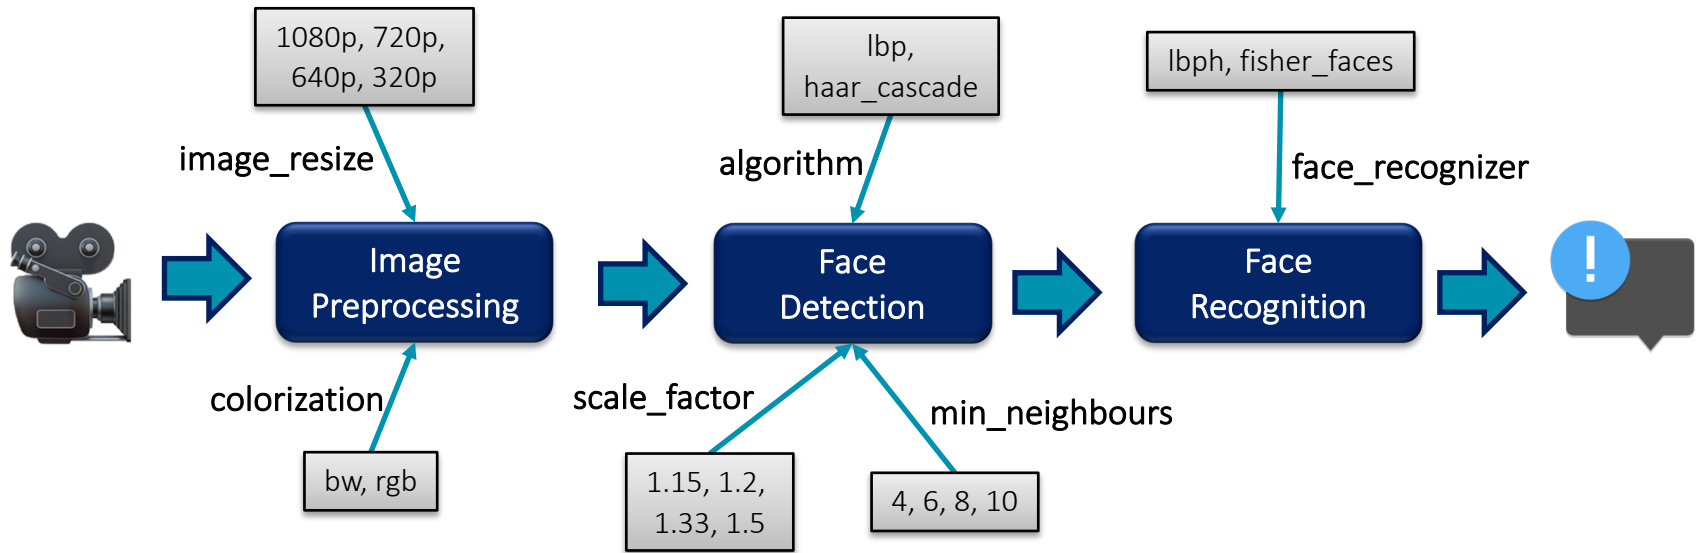 1080p, 720p,
640p, 320p
lbp,
haar_cascade
lbph, fisher_faces
image_resize
algorithm
face_recognizer
Image
Preprocessing
Face
Detection
Face
Recognition
!
colorization
scale_factor
min_neighbours
bw, rgb
1.15, 1.2,
1.33, 1.5
4, 6, 8, 10